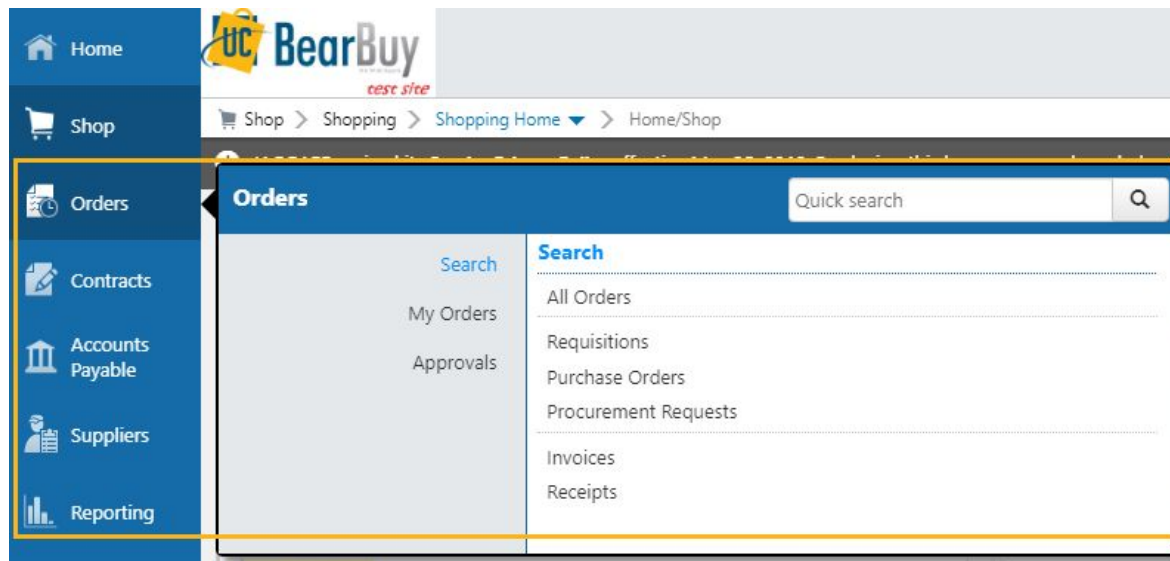 Home
Shop
Orders
Contracts
Accounts
Payable
Suppliers
Reporting
UC BearBuy
test site
Shop > Shopping > Shopping Home > Home/Shop
Orders
Quick search
Search
My Orders
Approvals
Search
All Orders
Requisitions
Purchase Orders
Procurement Requests
Invoices
Receipts